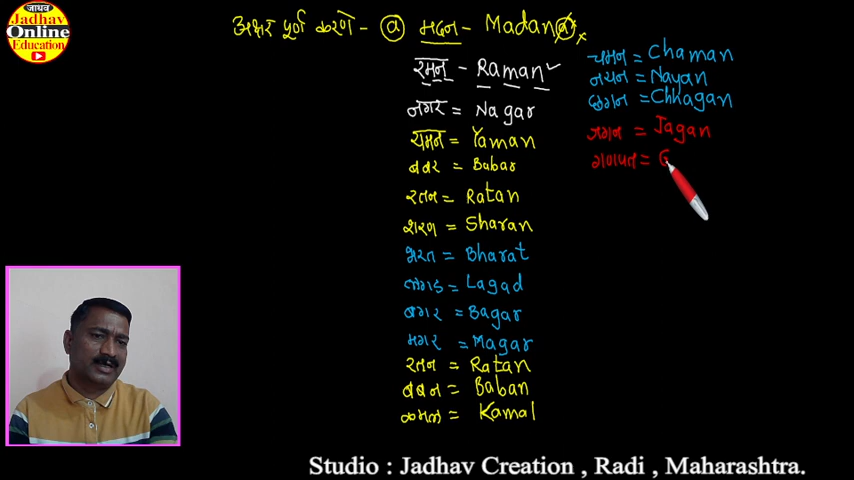 जाधव
Jadhav
Online
Education
अक्षर पूर्ण करणे - (a) मदन - Madan(a)x
रमन - Raman ✓
नगर = Nagar
यमन = Yaman
बबर = Babar
रतन = Ratan
शरण = Sharan
भरत = Bharat
लगड = Lagad
बगर = Bagar
मगर = Magar
रतन = Ratan
बबन = Baban
कमल = Kamal
चमन = Chaman
नयन = Nayan
छगन = Chhagan
जगन = Jagan
गणपत = G
Studio : Jadhav Creation , Radi , Maharashtra.